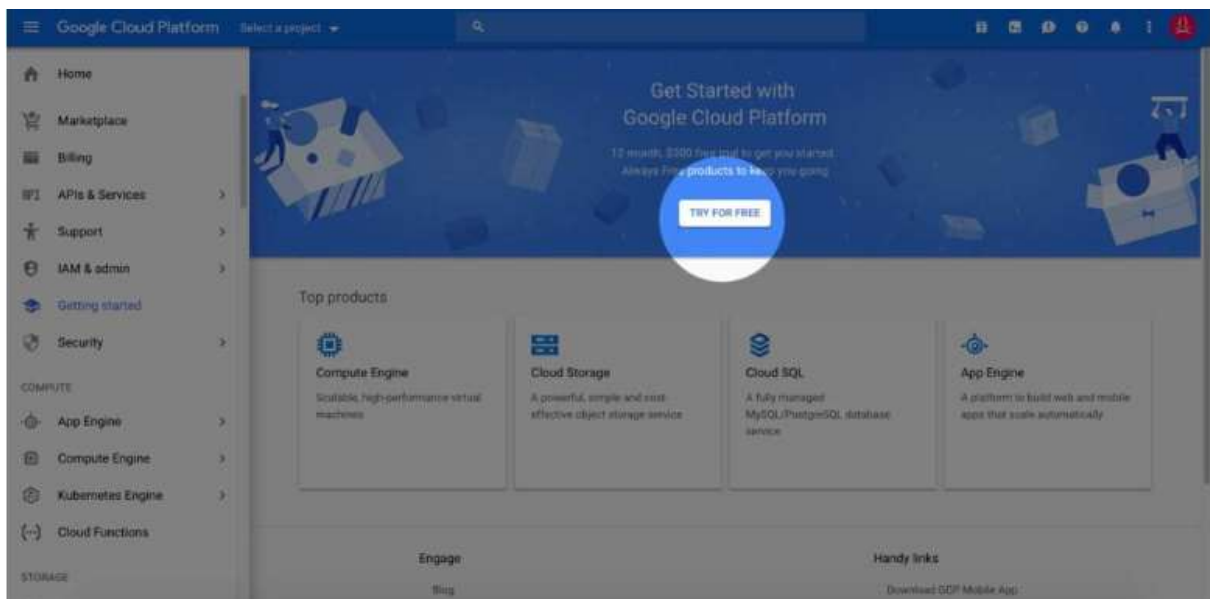 Google Cloud Platform
Select a project
Home
Marketplace
Billing
API APIs & Services
Support
IAM & admin
Getting started
Security
COMPUTE
App Engine
Compute Engine
Kubernetes Engine
Cloud Functions
STORAGE
Get Started with
Google Cloud Platform
12 month, $300 free trial to get you started.
Always Free products to keep you going
TRY FOR FREE
Top products
Compute Engine
Scalable, high-performance virtual
machines
Cloud Storage
A powerful, simple and cost-
effective object storage service
Cloud SQL
A fully managed
MySQL/PostgreSQL database
service
App Engine
A platform to build web and mobile
apps that scale automatically
Engage
Blog
Handy links
Download GCP Mobile App